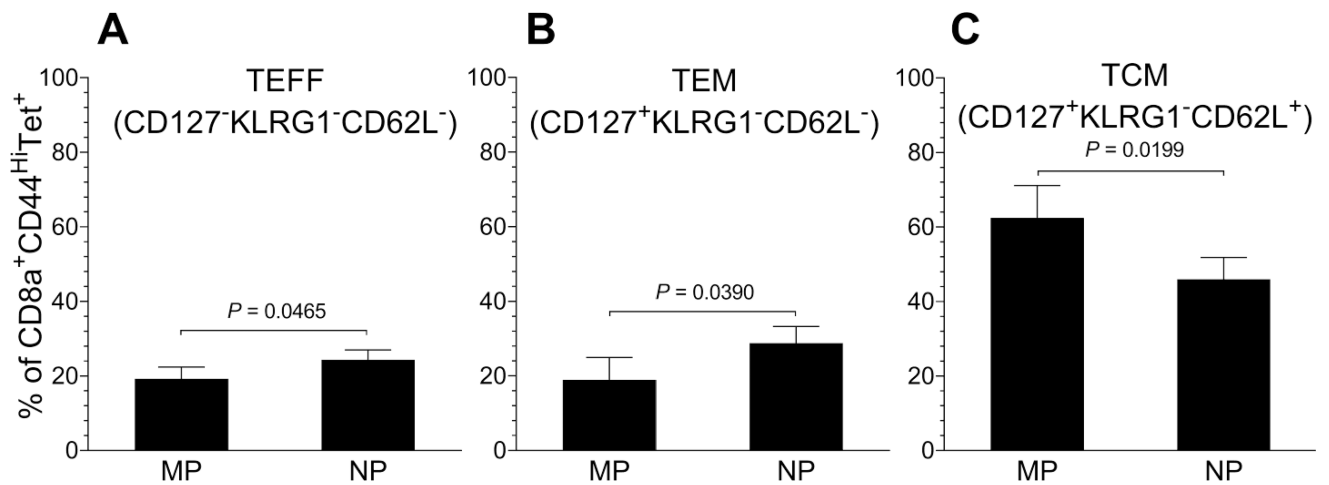 A
B
C
TEFF
(CD127⁻KLRG1⁻CD62L⁻)
TEM
(CD127⁺KLRG1⁻CD62L⁻)
TCM
(CD127⁺KLRG1⁻CD62L⁺)
% of CD8a⁺CD44ᴴⁱTet⁺
100
80
60
40
20
0
P = 0.0465
MP
NP
100
80
60
40
20
0
P = 0.0390
MP
NP
100
80
60
40
20
0
P = 0.0199
MP
NP